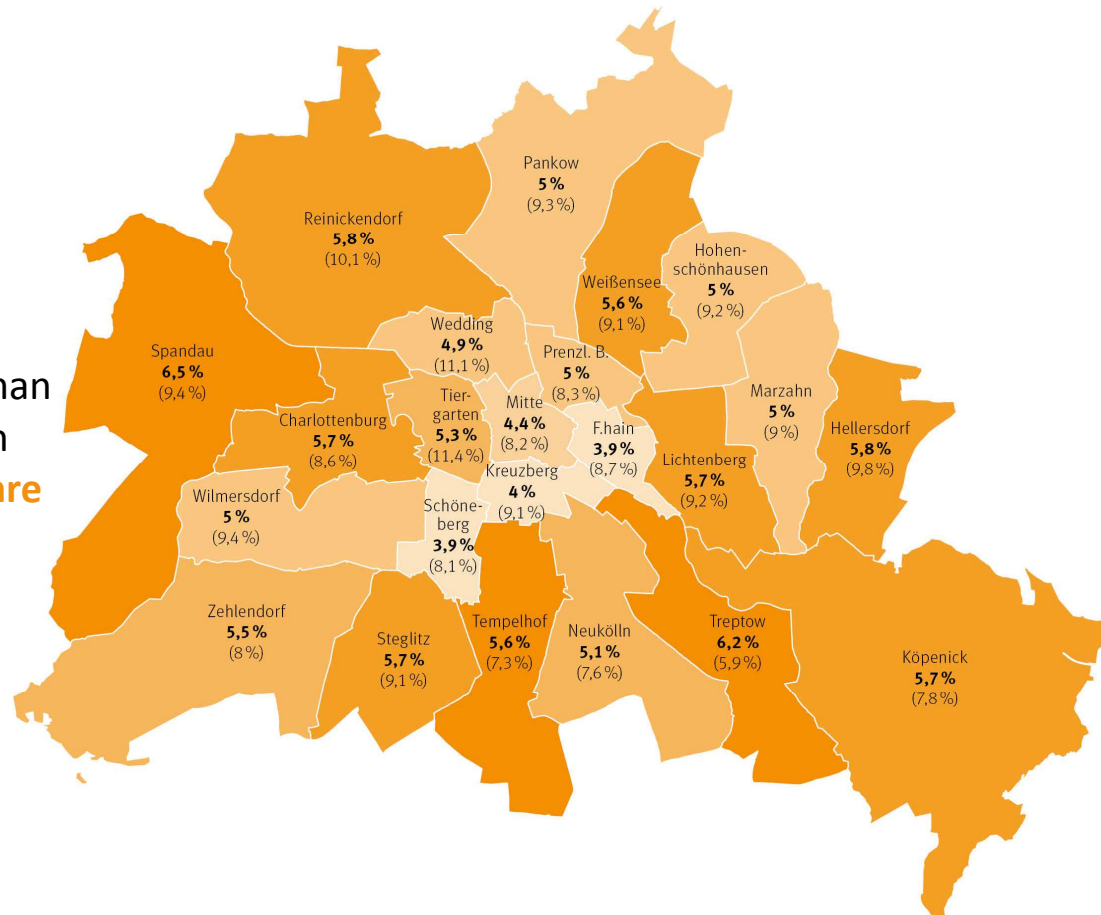 Pankow
5 %
(9,3 %)
Reinickendorf
5,8 %
(10,1 %)
Hohen-
schönhausen
5 %
(9,2 %)
Weißensee
5,6 %
(9,1 %)
Wedding
4,9 %
(11,1 %)
Prenzl. B.
5 %
(8,3 %)
Spandau
6,5 %
(9,4 %)
Marzahn
5 %
(9 %)
Tier-
garten
5,3 %
(11,4 %)
Mitte
4,4 %
(8,2 %)
Charlottenburg
5,7 %
(8,6 %)
F.hain
3,9 %
(8,7 %)
Hellersdorf
5,8 %
(9,8 %)
Lichtenberg
5,7 %
(9,2 %)
Kreuzberg
4 %
(9,1 %)
Wilmersdorf
5 %
(9,4 %)
Schöne-
berg
3,9 %
(8,1 %)
Zehlendorf
5,5 %
(8 %)
Steglitz
5,7 %
(9,1 %)
Tempelhof
5,6 %
(7,3 %)
Neukölln
5,1 %
(7,6 %)
Treptow
6,2 %
(5,9 %)
Köpenick
5,7 %
(7,8 %)